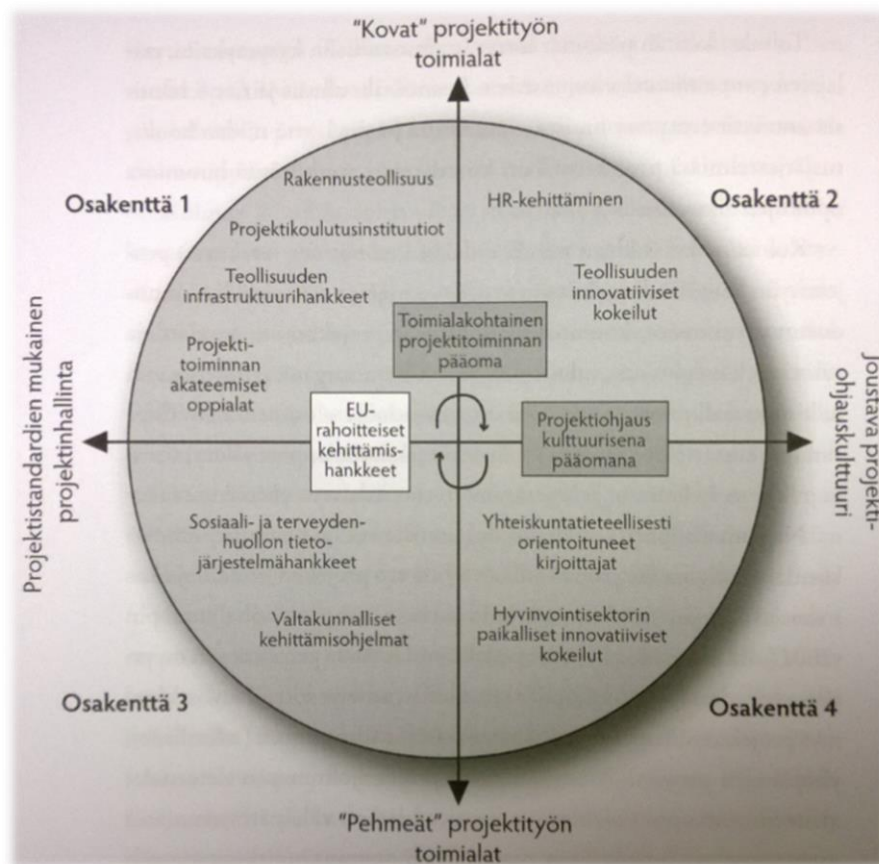 "Kovat" projektityön
toimialat
Osakenttä 1
Osakenttä 2
Rakennusteollisuus
HR-kehittäminen
Projektikoulutusinstituutiot
Teollisuuden
infrastruktuurihankkeet
Teollisuuden
innovatiiviset
kokeilut
Toimialakohtainen
projektitoiminnan
pääoma
Projekti-
toiminnan
akateemiset
oppialat
EU-
rahoitteiset
kehittämis-
hankkeet
Projektiohjaus
kulttuurisena
pääomana
Projektistandardien mukainen
projektinhallinta
Joustava projekti-
ohjauskulttuuri
Sosiaali- ja terveyden-
huollon tieto-
järjestelmähankkeet
Yhteiskuntatieteellisesti
orientoituneet
kirjoittajat
Valtakunnalliset
kehittämisohjelmat
Hyvinvointisektorin
paikalliset innovatiiviset
kokeilut
Osakenttä 3
Osakenttä 4
"Pehmeät" projektityön
toimialat